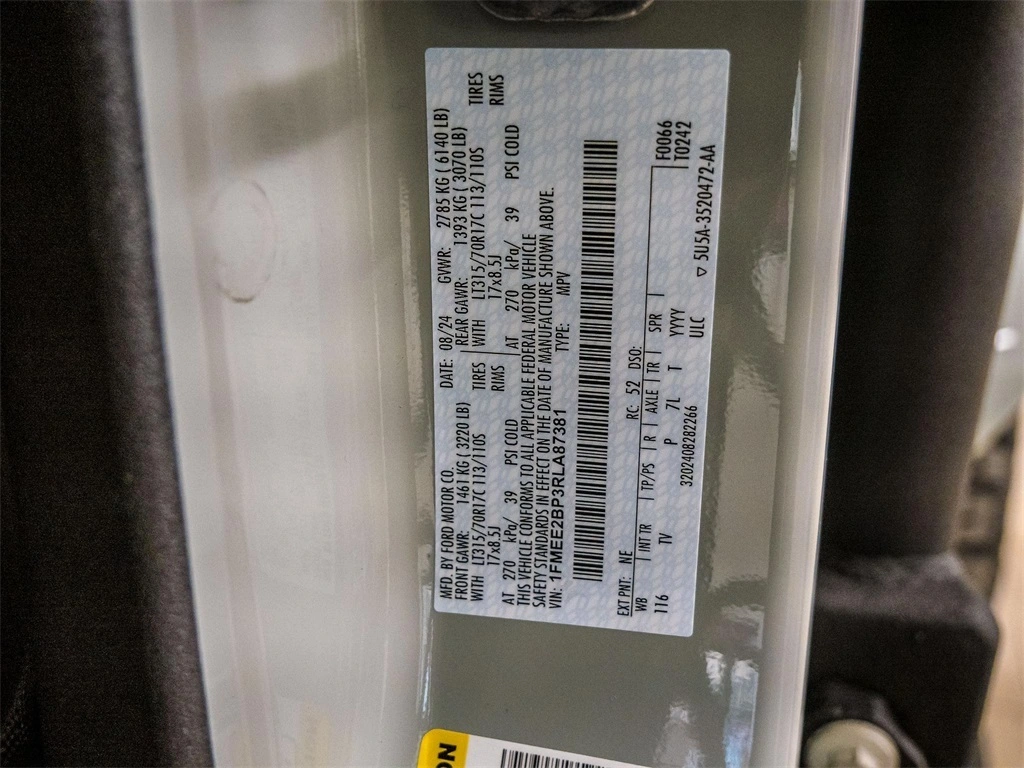 MFD. BY FORD MOTOR CO. DATE: 08/24 GVWR: 2785 KG ( 6140 LB)
FRONT GAWR: 1461 KG ( 3220 LB) REAR GAWR: 1393 KG ( 3070 LB)
WITH LT315/70R17C 113/110S TIRES WITH LT315/70R17C 113/110S TIRES
17x8.5J RIMS 17x8.5J RIMS
AT 270 kPa/ 39 PSI COLD AT 270 kPa/ 39 PSI COLD
THIS VEHICLE CONFORMS TO ALL APPLICABLE FEDERAL MOTOR VEHICLE
SAFETY STANDARDS IN EFFECT ON THE DATE OF MANUFACTURE SHOWN ABOVE.
VIN: 1FMEE2BP3RLA87381 TYPE: MPV
EXT PNT: NE RC: 52 DSO: F0066
WB INT TR TP/PS R AXLE TR SPR T0242
116 TV P 7L T YYYY
ULC
3202408282266 5U5A-3520472-AA
ON